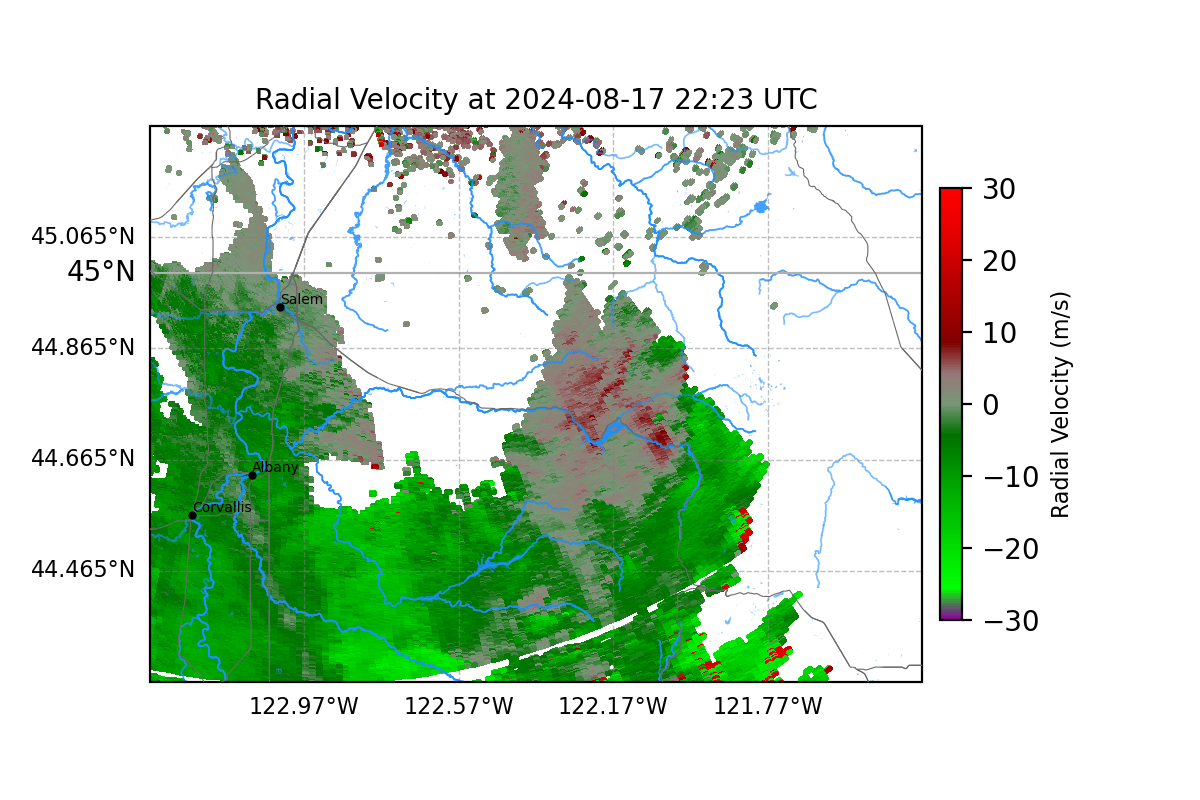 Radial Velocity at 2024-08-17 22:23 UTC
45.065°N
45°N
44.865°N
44.665°N
44.465°N
122.97°W
122.57°W
122.17°W
121.77°W
Salem
Albany
Corvallis
30
20
10
0
−10
−20
−30
Radial Velocity (m/s)